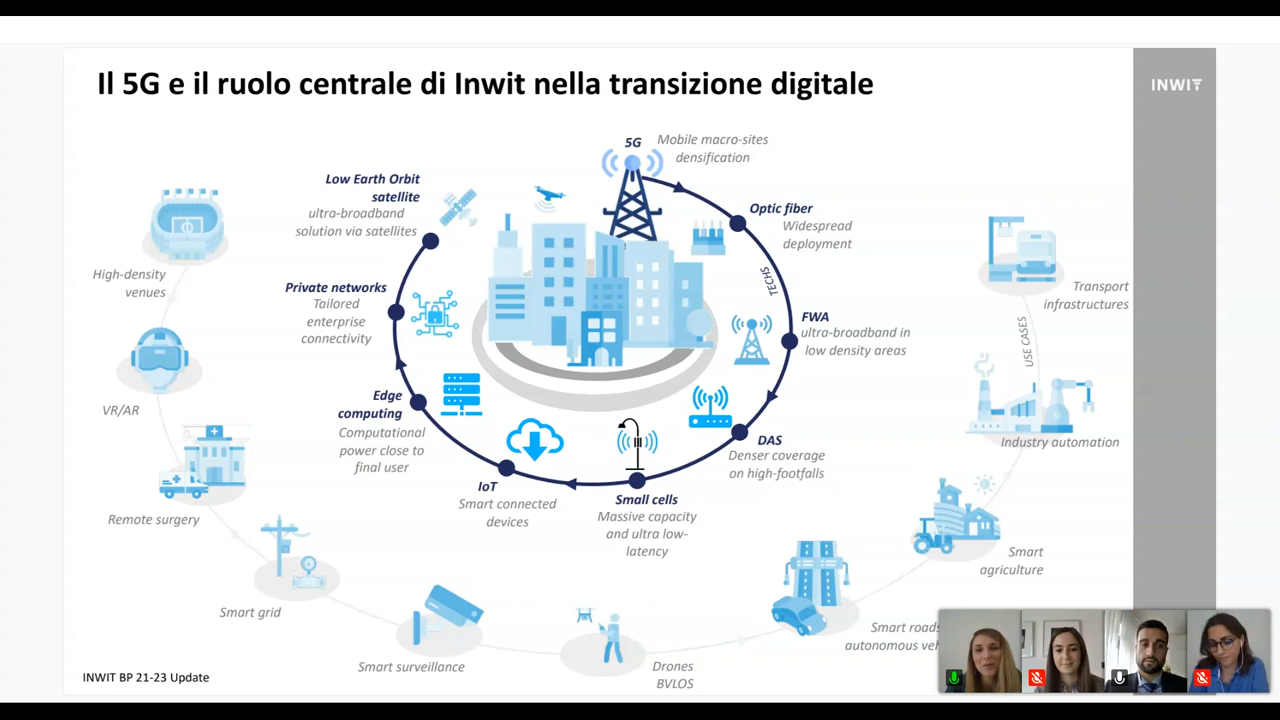 Il 5G e il ruolo centrale di Inwit nella transizione digitale
INWIT
5G
Mobile macro-sites
densification
Low Earth Orbit
satellite
ultra-broadband
solution via satellites
Optic fiber
Widespread
deployment
TECHS
High-density
venues
Private networks
Tailored
enterprise
connectivity
FWA
ultra-broadband in
low density areas
Transport
infrastructures
USE CASES
VR/AR
Edge
computing
Computational
power close to
final user
DAS
Denser coverage
on high-footfalls
Industry automation
IoT
Smart connected
devices
Small cells
Massive capacity
and ultra low-
latency
Remote surgery
Smart
agriculture
Smart grid
Smart roads
autonomous veh
Smart surveillance
Drones
BVLOS
INWIT BP 21-23 Update